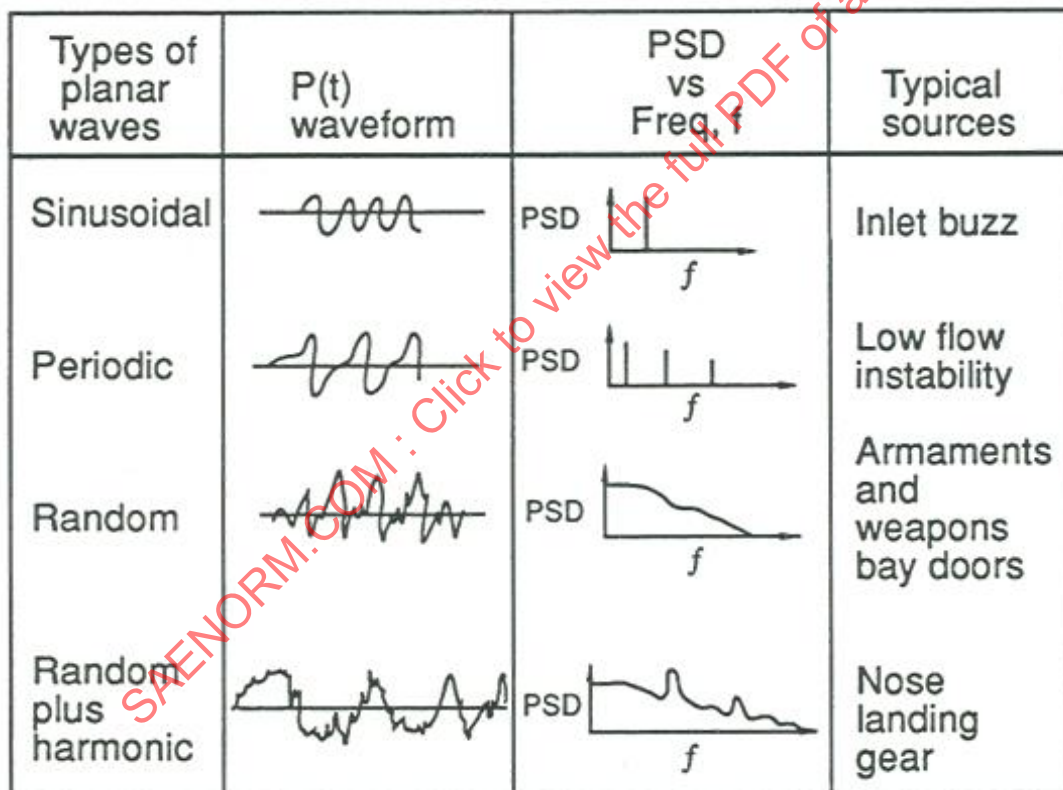 Types of
planar
waves
P(t)
waveform
PSD
vs
Freq, f
Typical
sources
Sinusoidal
PSD
f
Inlet buzz
Periodic
PSD
f
Low flow
instability
Random
PSD
f
Armaments
and
weapons
bay doors
Random
plus
harmonic
PSD
f
Nose
landing
gear
SAENORM.COM : Click to view the full PDF of a